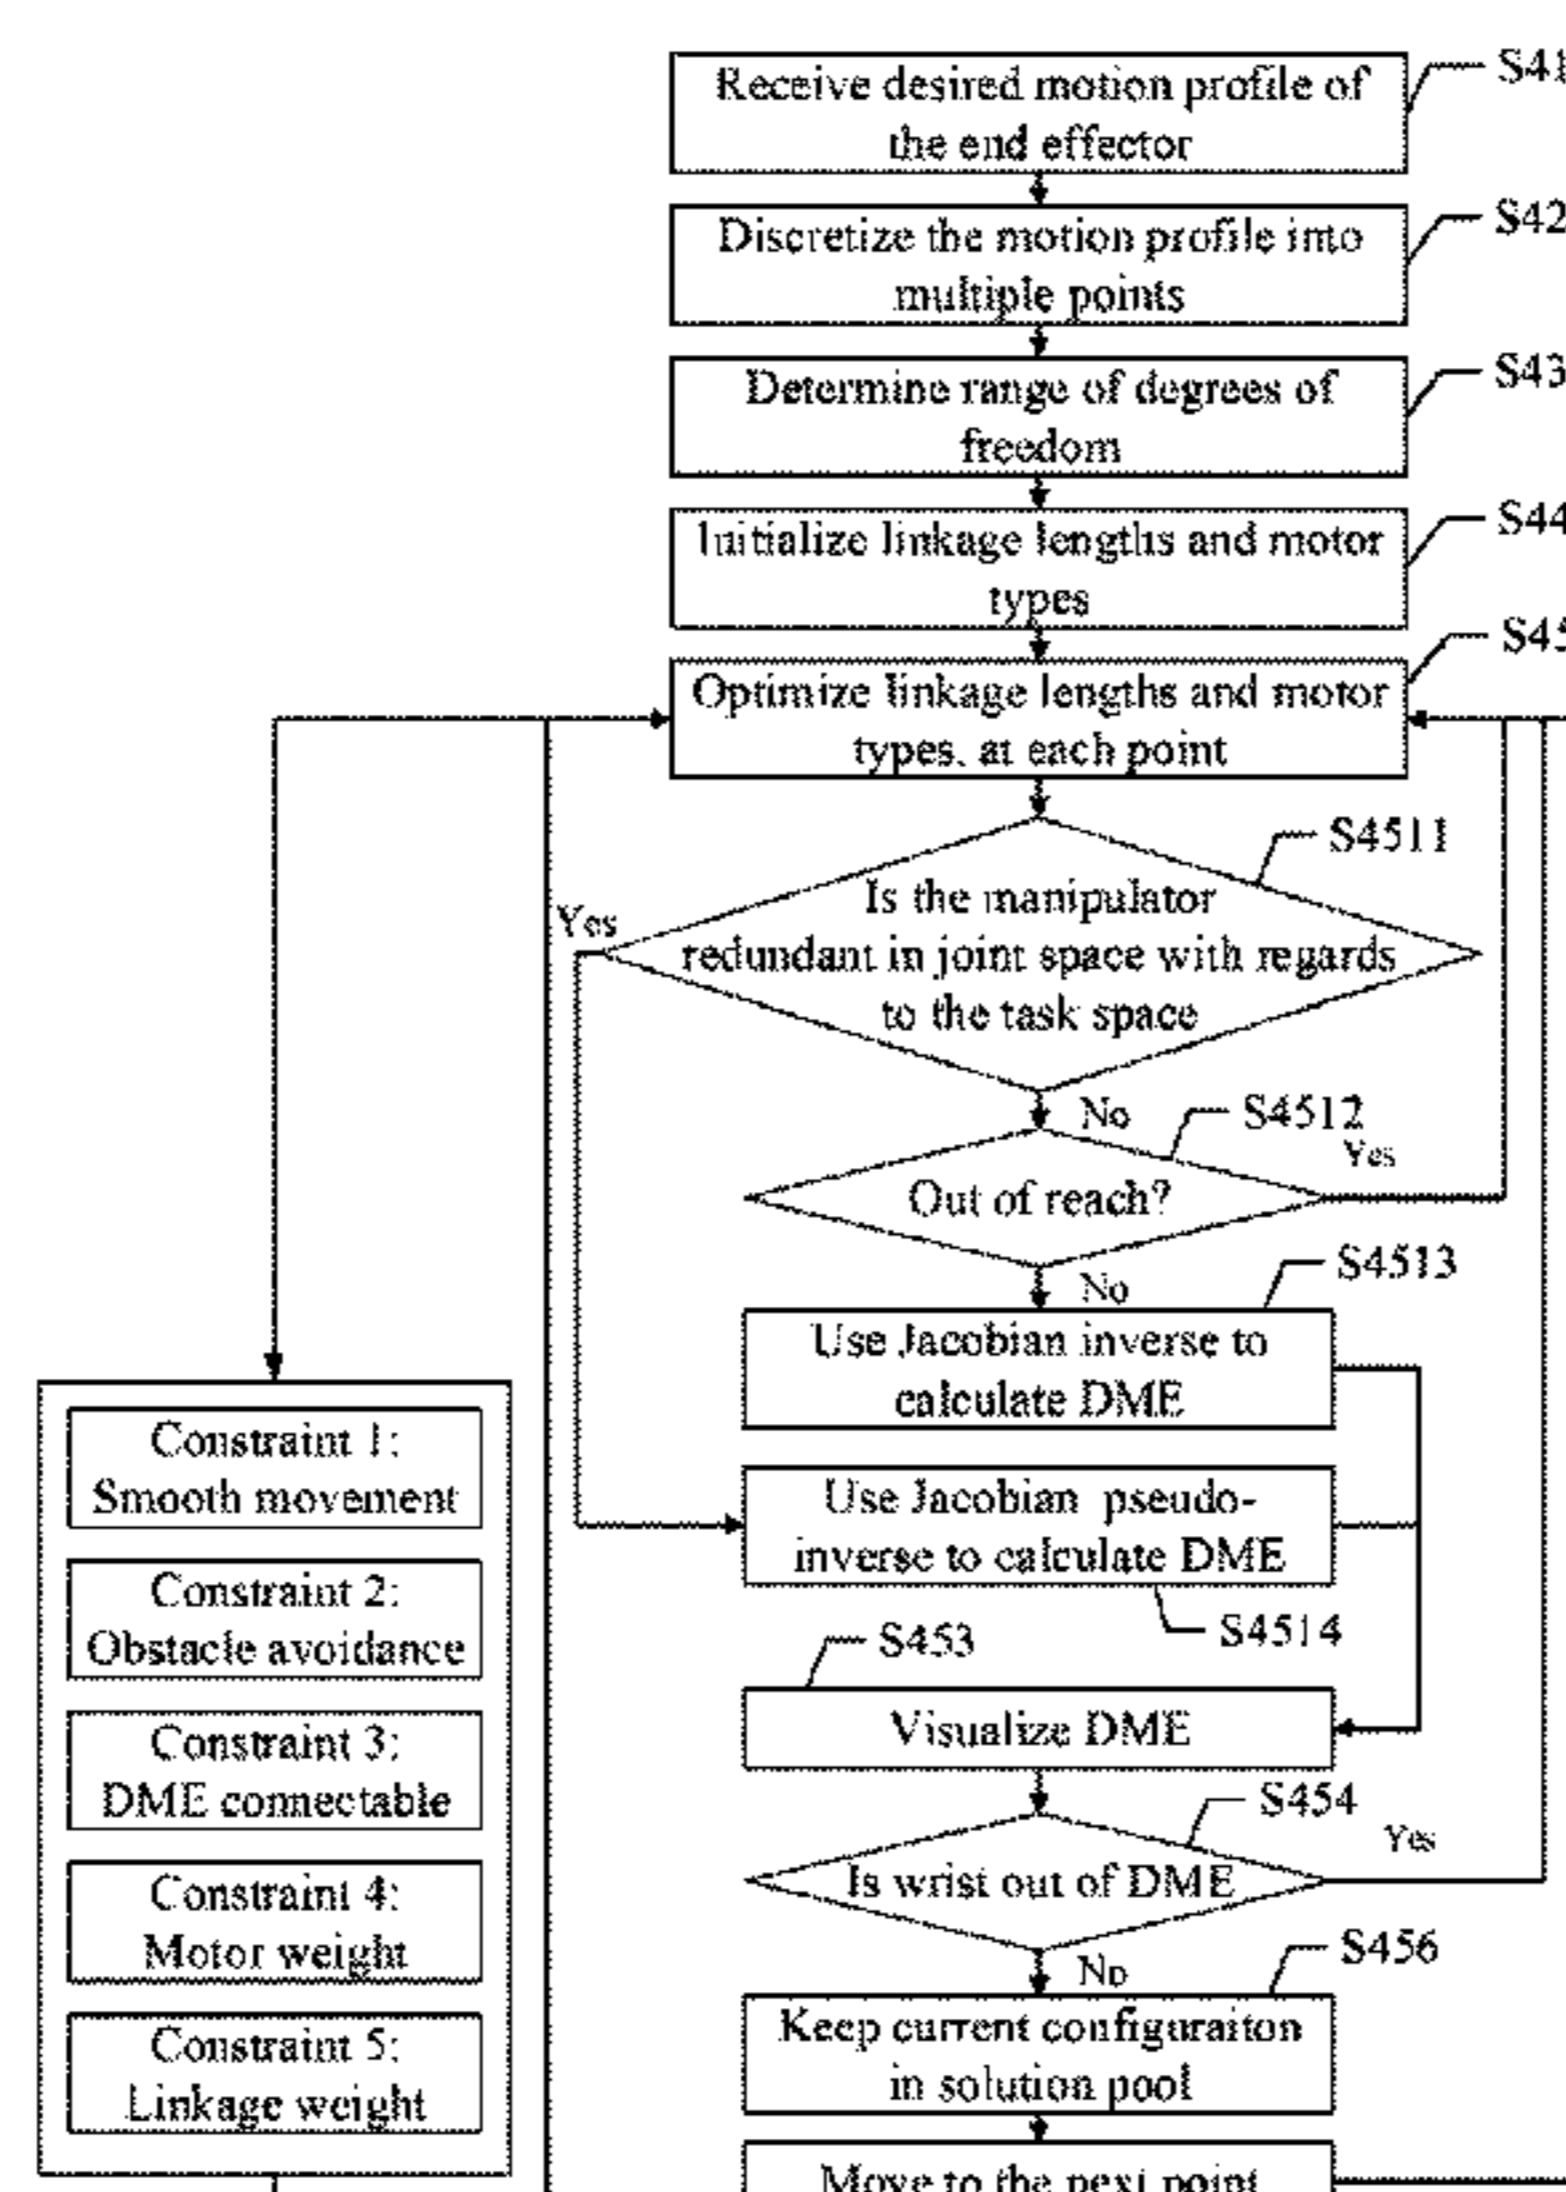 Receive desired motion profile of
the end effector
S41
Discretize the motion profile into
multiple points
S42
Determine range of degrees of
freedom
S43
Initialize linkage lengths and motor
types
S44
Optimize linkage lengths and motor
types, at each point
S45
Is the manipulator
redundant in joint space with regards
to the task space
S4511
Yes
No
Out of reach?
S4512
Yes
No
Use Jacobian inverse to
calculate DME
S4513
Use Jacobian pseudo-
inverse to calculate DME
S4514
S453
Visualize DME
S454
Is wrist out of DME
Yes
No
S456
Keep current configuraiton
in solution pool
Move to the next point
Constraint 1:
Smooth movement
Constraint 2:
Obstacle avoidance
Constraint 3:
DME connectable
Constraint 4:
Motor weight
Constraint 5:
Linkage weight